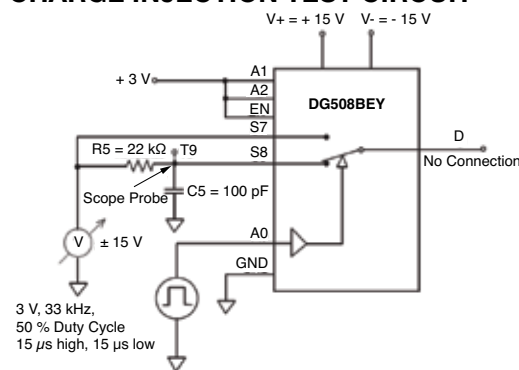 CHARGE INJECTION TEST CIRCUIT
V+ = + 15 V V- = - 15 V
+ 3 V
A1
A2
EN
DG508BEY
S7
R5 = 22 kΩ
T9
S8
D
No Connection
Scope Probe
C5 = 100 pF
V
± 15 V
A0
GND
3 V, 33 kHz,
50 % Duty Cycle
15 µs high, 15 µs low